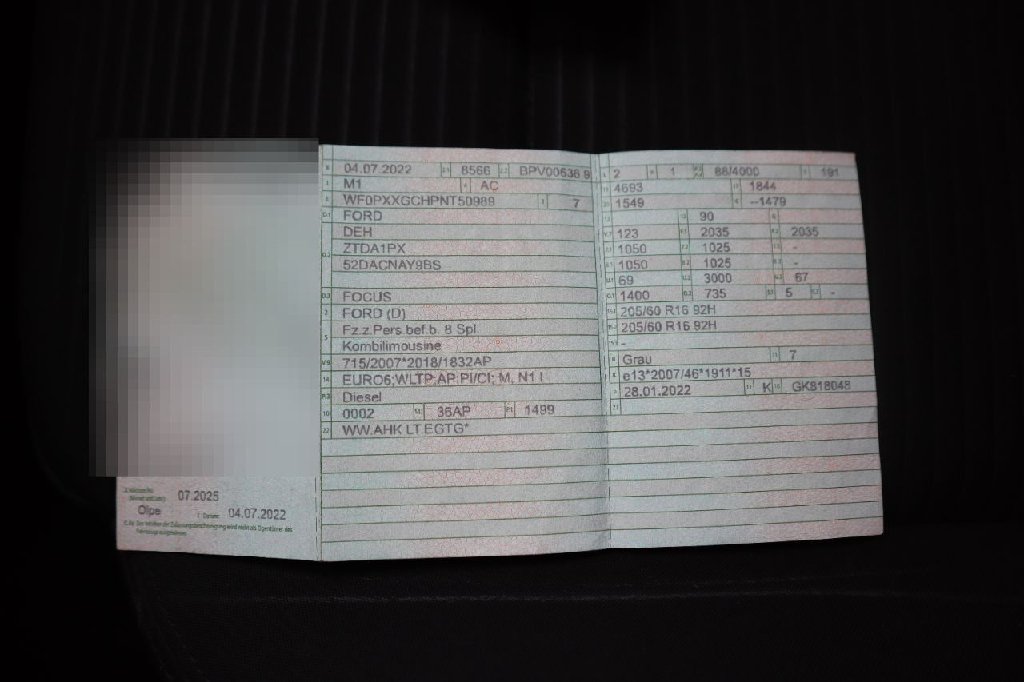 04.07.2022 8566 BPV00636 9
M1 AC
WF0PXXGCHPNT50989 7
FORD
DEH
ZTDA1PX
52DACNAY9BS
FOCUS
FORD (D)
Fz.z.Pers.bef.b. 8 Spl.
Kombilimousine
715/2007*2018/1832AP
EURO6;WLTP;AP;PI/CI; M, N1 I
Diesel
0002 36AP 1499
WW.AHK LT.EGTG*
2 1 88/4000 191
4693 1844
1549 --1479
90
123 2035 2035
1050 1025 -
1050 1025 -
69 3000 67
1400 735 5 -
205/60 R16 92H
205/60 R16 92H
-
Grau 7
e13*2007/46*1911*15
28.01.2022 K GK818048
07.2025
Olpe 04.07.2022